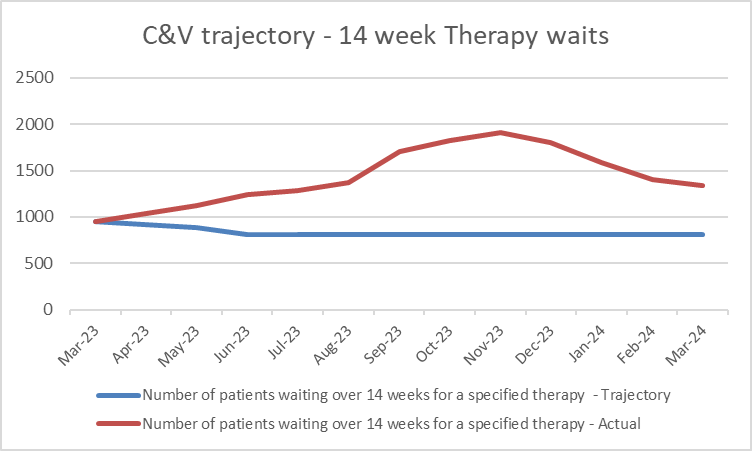 C&V trajectory - 14 week Therapy waits
2500
2000
1500
1000
500
0
Mar-23 Apr-23 May-23 Jun-23 Jul-23 Aug-23 Sep-23 Oct-23 Nov-23 Dec-23 Jan-24 Feb-24 Mar-24
Number of patients waiting over 14 weeks for a specified therapy - Trajectory
Number of patients waiting over 14 weeks for a specified therapy - Actual